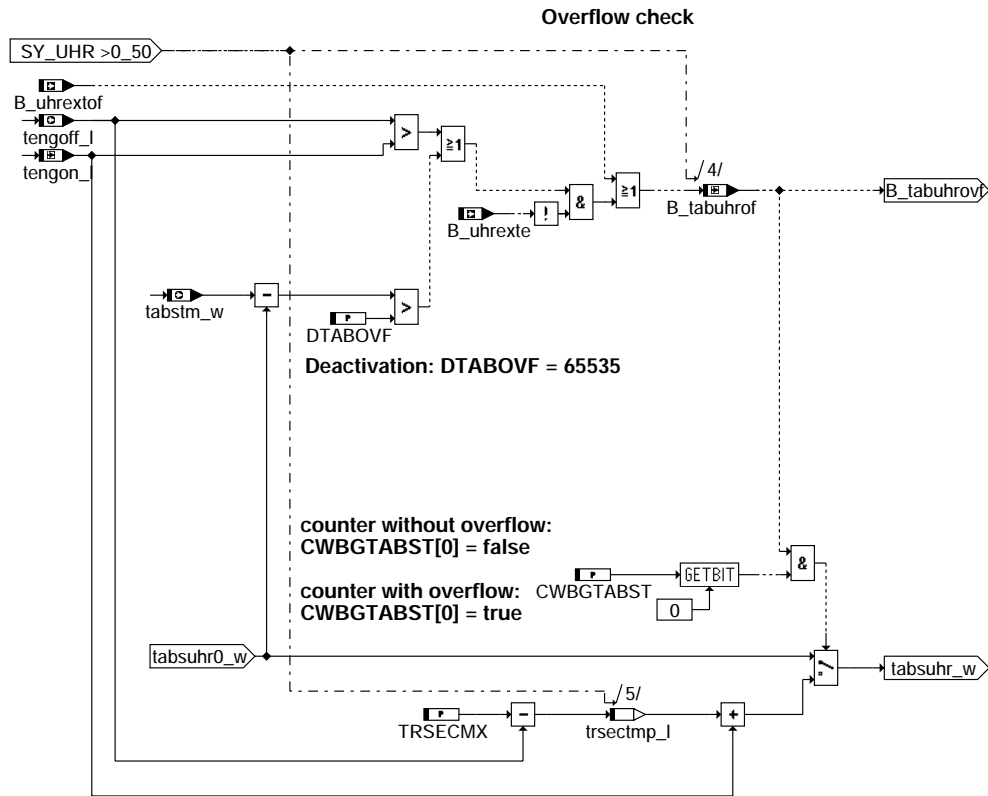 Overflow check
SY_UHR >0_50
B_uhrextof
tengoff_l
tengon_l
>
≥1
/4/
≥1
&
!
B_uhrexte
B_tabuhrof
B_tabuhrovf
tabstm_w
-
>
P
DTABOVF
Deactivation: DTABOVF = 65535
counter without overflow:
CWBGTABST[0] = false
counter with overflow:
CWBGTABST[0] = true
P
CWBGTABST
GETBIT
0
&
tabsuhr0_w
tabsuhr_w
/5/
P
TRSECMX
-
trsectmp_l
+